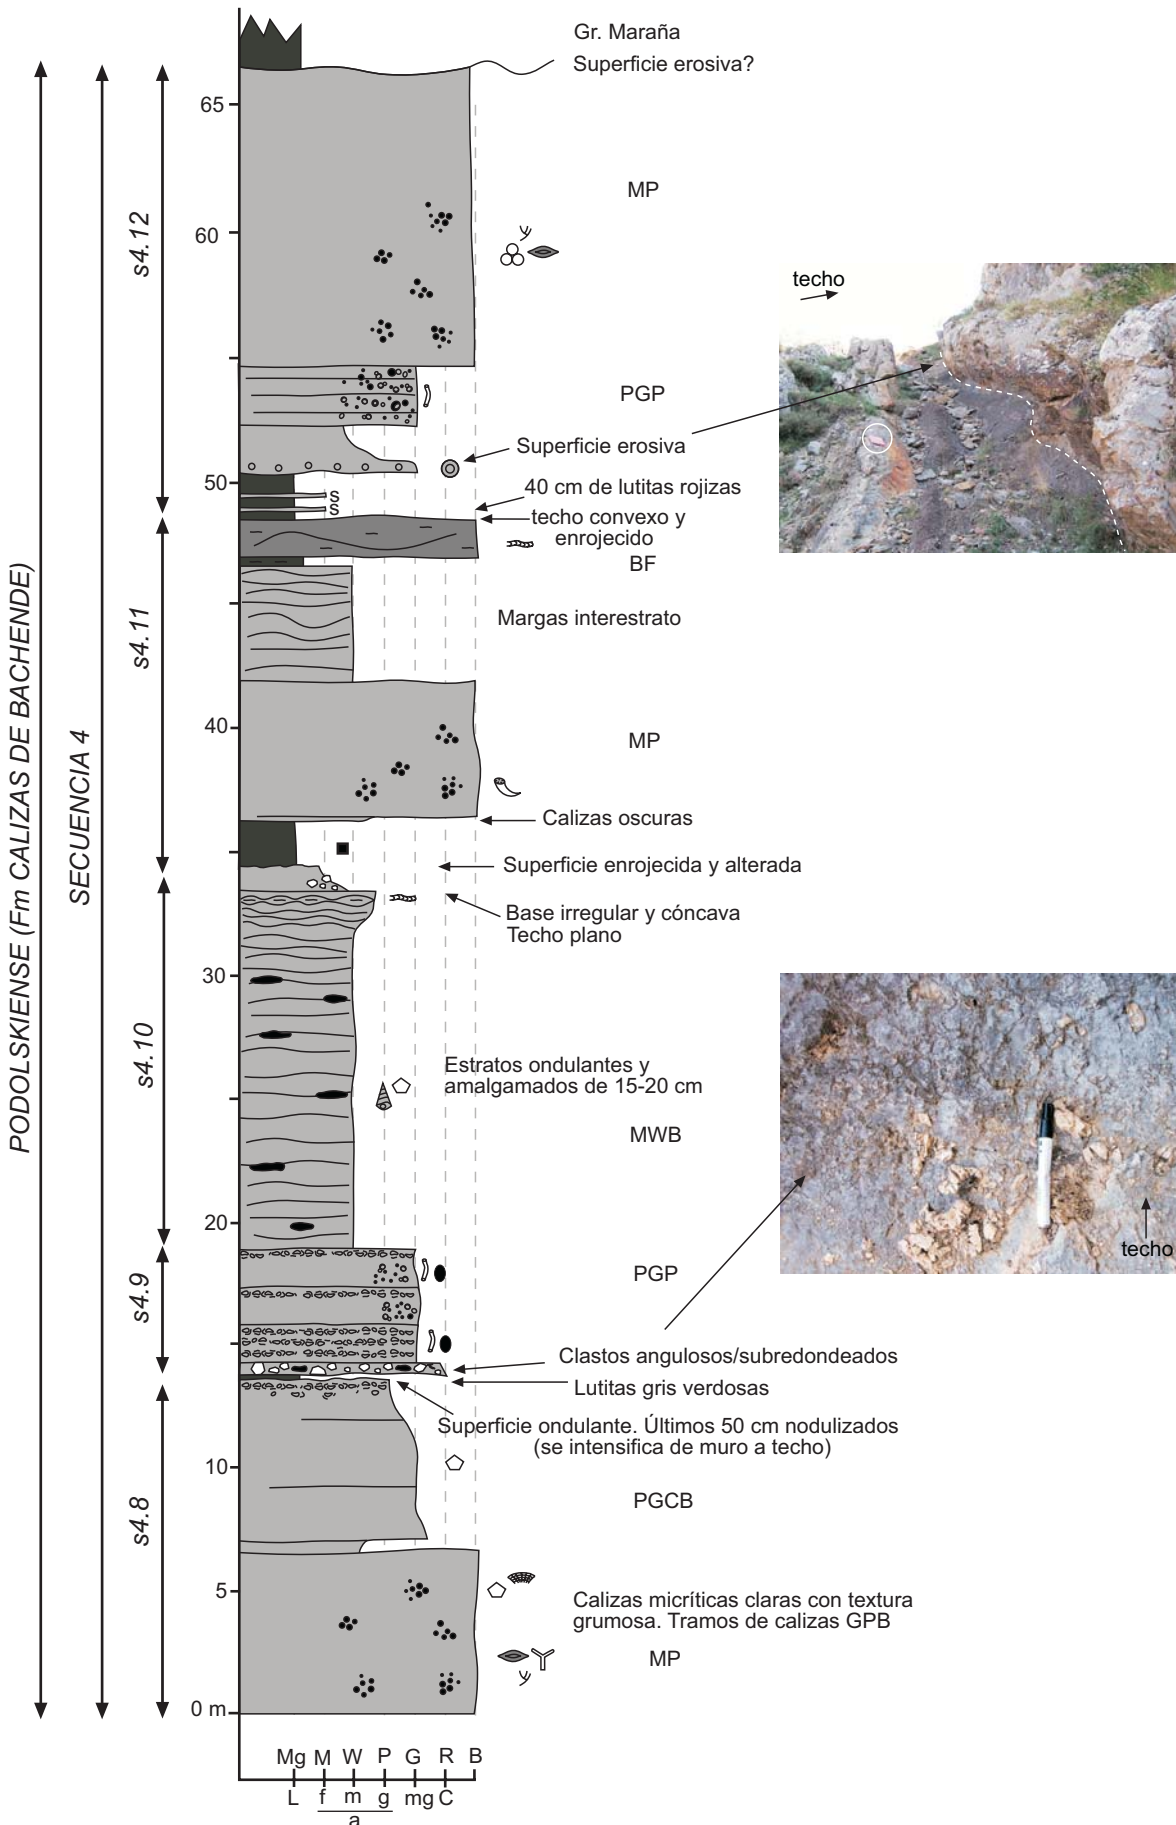 Gr. Maraña
Superficie erosiva?
65
MP
60
s4.12
techo
PGP
Superficie erosiva
50
40 cm de lutitas rojizas
S
S
techo convexo y
enrojecido
BF
Margas interestrato
s4.11
40
MP
Calizas oscuras
Superficie enrojecida y alterada
Base irregular y cóncava
Techo plano
30
s4.10
Estratos ondulantes y
amalgamados de 15-20 cm
MWB
20
PGP
techo
s4.9
Clastos angulosos/subredondeados
Lutitas gris verdosas
Superficie ondulante. Últimos 50 cm nodulizados
(se intensifica de muro a techo)
10
PGCB
s4.8
5
Calizas micríticas claras con textura
grumosa. Tramos de calizas GPB
MP
0 m
PODOLSKIENSE (Fm CALIZAS DE BACHENDE)
SECUENCIA 4
Mg M W P G R B
L f m g mg C
a